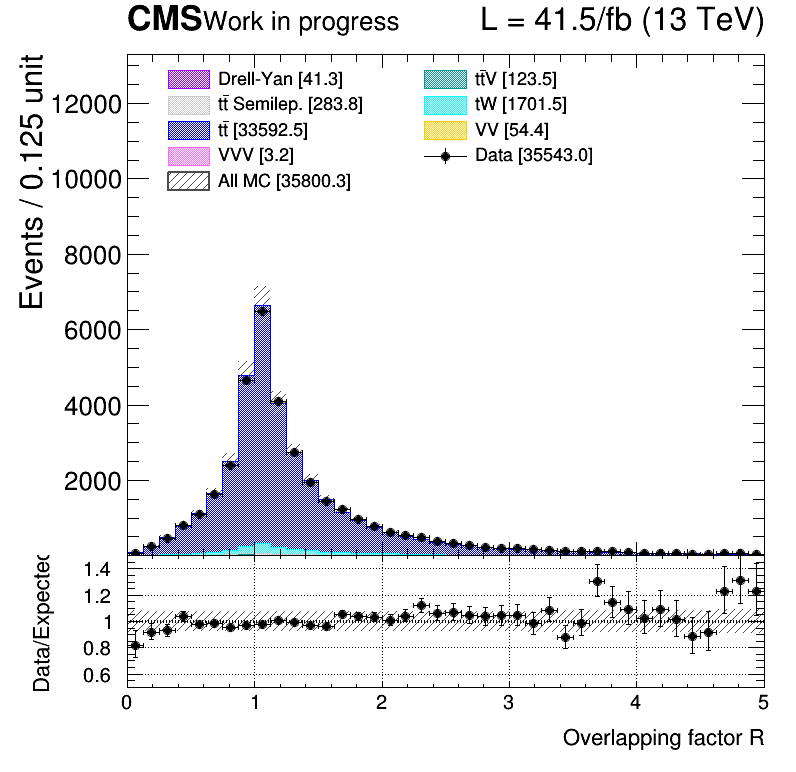 CMS Work in progress L = 41.5/fb (13 TeV)
Events / 0.125 unit
12000
10000
8000
6000
4000
2000
Drell-Yan [41.3]
tt̄ Semilep. [283.8]
tt̄ [33592.5]
VVV [3.2]
All MC [35800.3]
tt̄V [123.5]
tW [1701.5]
VV [54.4]
Data [35543.0]
Data/Expected
1.4
1.2
1
0.8
0.6
0 1 2 3 4 5
Overlapping factor R